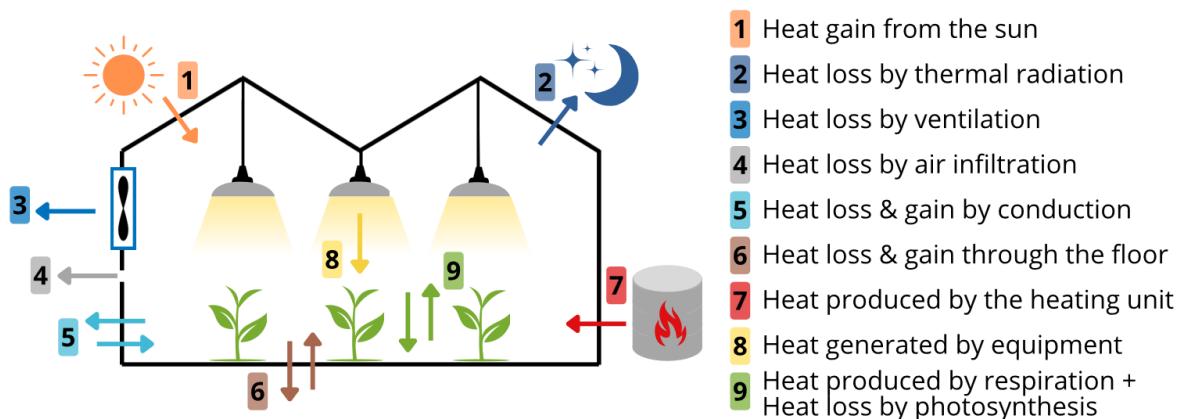 1
2
3
4
5
6
7
8
9
1 Heat gain from the sun
2 Heat loss by thermal radiation
3 Heat loss by ventilation
4 Heat loss by air infiltration
5 Heat loss & gain by conduction
6 Heat loss & gain through the floor
7 Heat produced by the heating unit
8 Heat generated by equipment
9 Heat produced by respiration +
Heat loss by photosynthesis